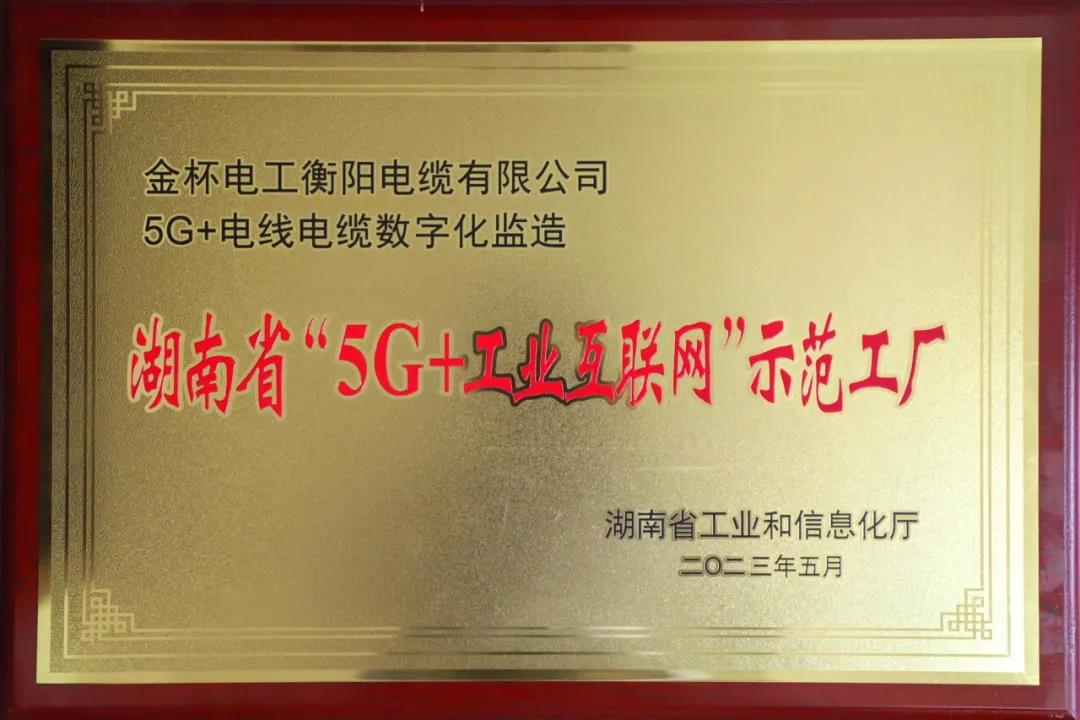 金杯电工衡阳电缆有限公司
5G+电线电缆数字化监造
湖南省“5G+工业互联网”示范工厂
湖南省工业和信息化厅
二〇二三年五月